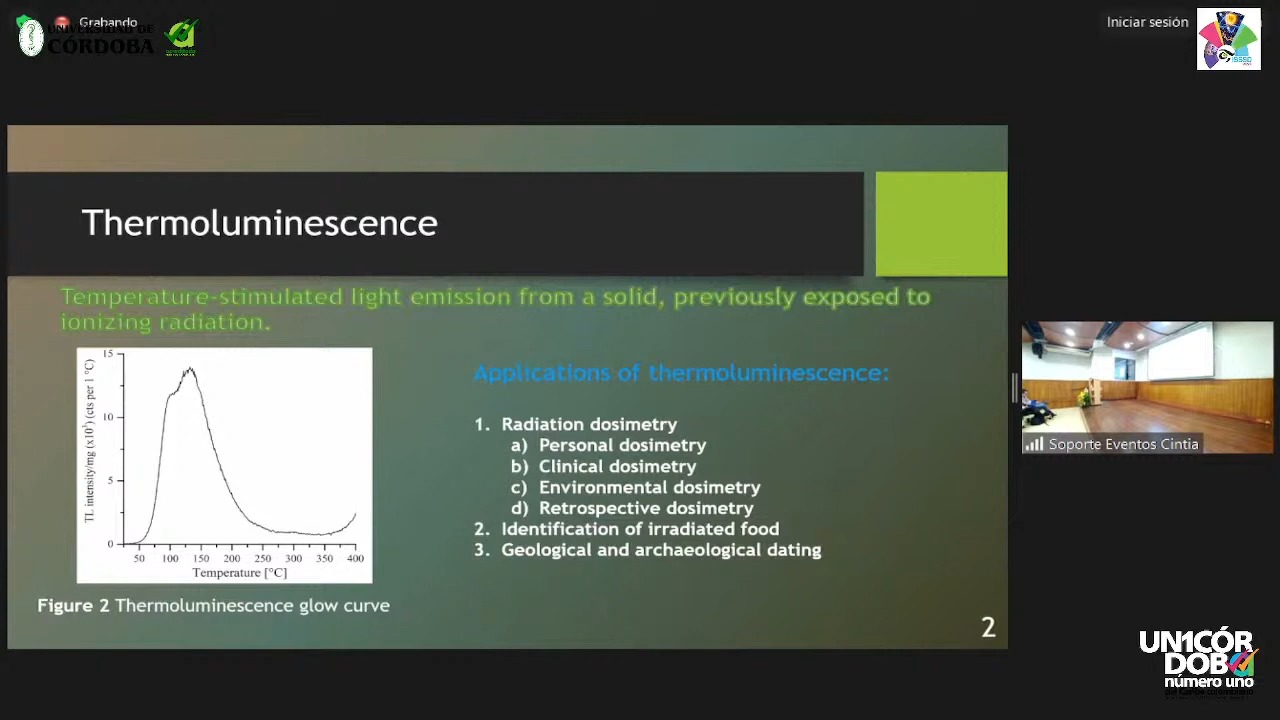 Grabando
UNIVERSIDAD DE
CÓRDOBA
Iniciar sesión
ISSSD
Thermoluminescence
Temperature-stimulated light emission from a solid, previously exposed to
ionizing radiation.
TL intensity/mg (x10³) (cts per 1 °C)
15
10
5
0
50 100 150 200 250 300 350 400
Temperature [°C]
Figure 2 Thermoluminescence glow curve
Applications of thermoluminescence:
1. Radiation dosimetry
a) Personal dosimetry
b) Clinical dosimetry
c) Environmental dosimetry
d) Retrospective dosimetry
2. Identification of irradiated food
3. Geological and archaeological dating
2
Soporte Eventos Cintia
UN1CÓR
DOBA
número uno